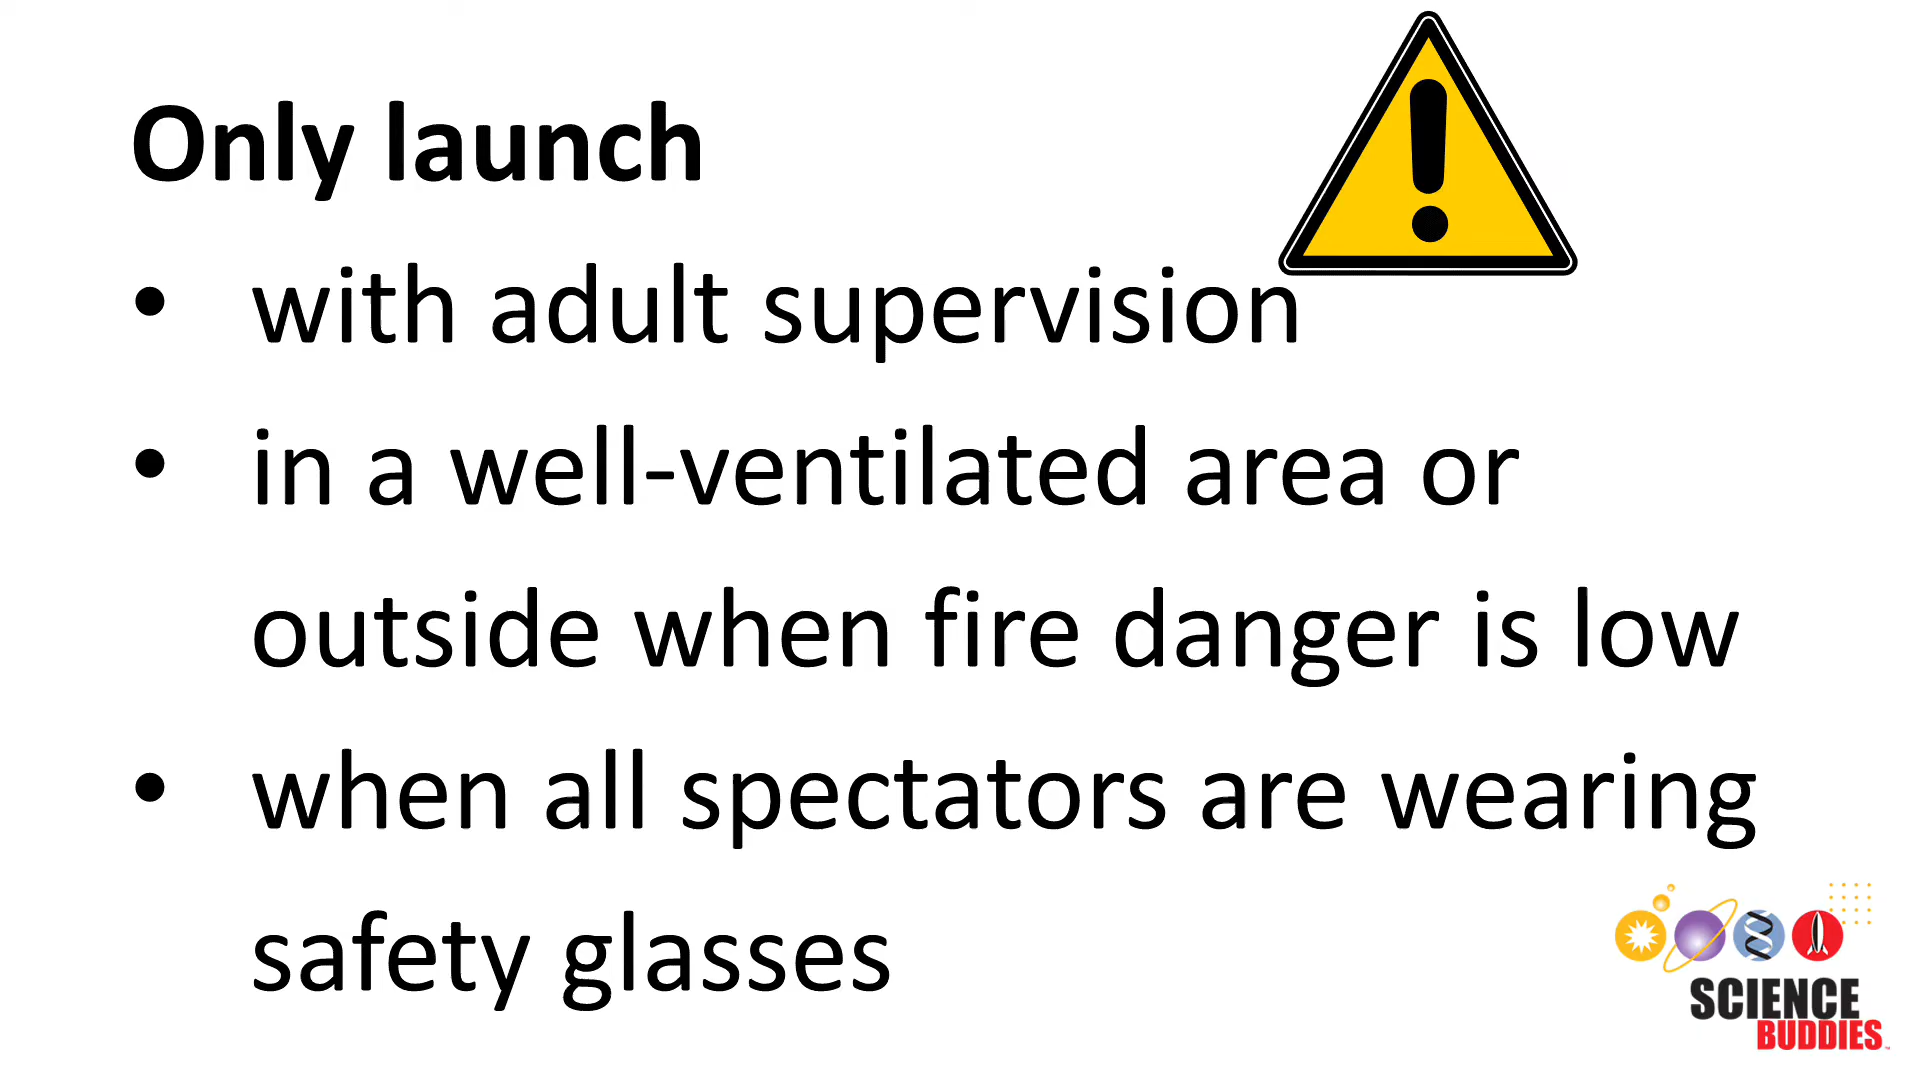 Only launch
• with adult supervision
• in a well-ventilated area or
outside when fire danger is low
• when all spectators are wearing
safety glasses
SCIENCE
BUDDIES